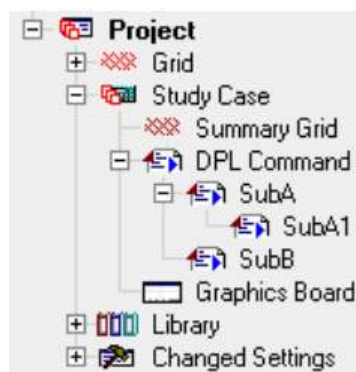 Project
Grid
Study Case
Summary Grid
DPL Command
SubA
SubA1
SubB
Graphics Board
Library
Changed Settings